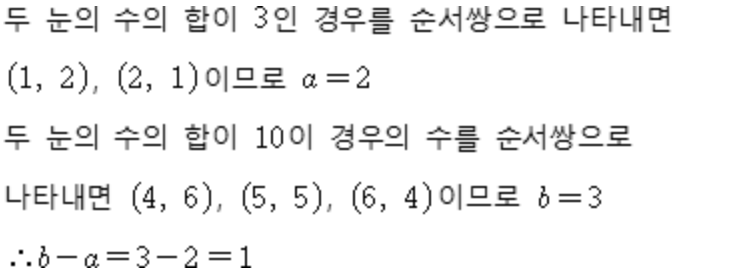 두 눈의 수의 합이 3인 경우를 순서쌍으로 나타내면
(1, 2), (2, 1)이므로 a=2
두 눈의 수의 합이 10이 경우의 수를 순서쌍으로
나타내면 (4, 6), (5, 5), (6, 4)이므로 b=3
∴b-a=3-2=1